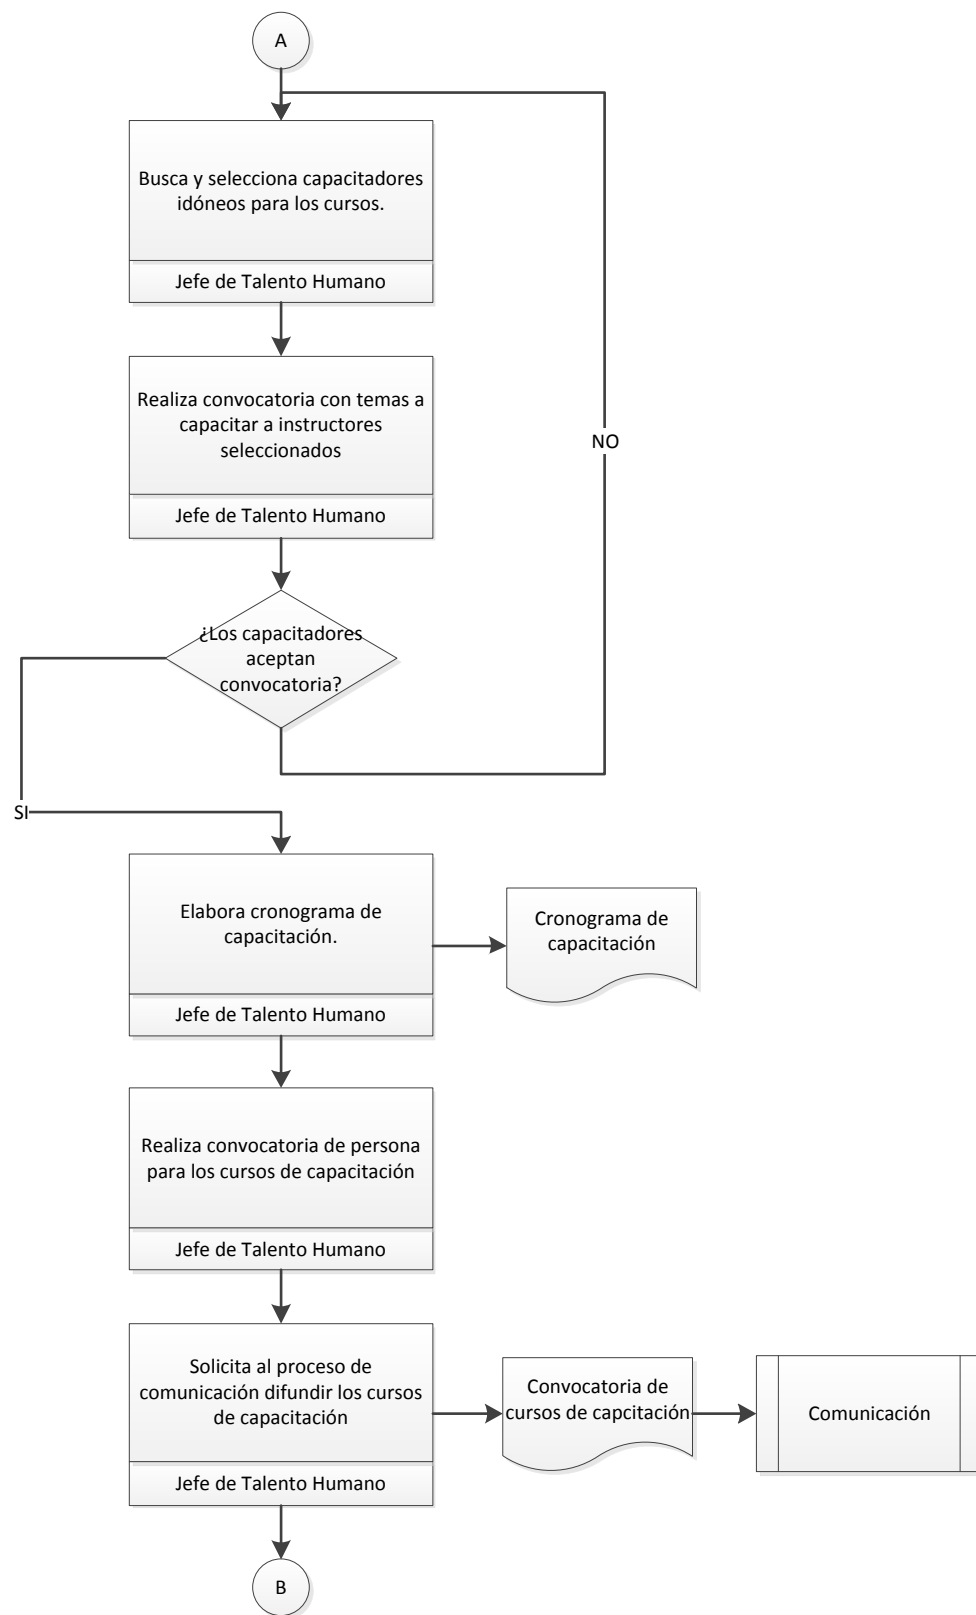 A
Busca y selecciona capacitadores
idóneos para los cursos.
Jefe de Talento Humano
Realiza convocatoria con temas a
capacitar a instructores
seleccionados
NO
Jefe de Talento Humano
¿Los capacitadores
aceptan
convocatoria?
SI
Elabora cronograma de
capacitación.
Cronograma de
capacitación
Jefe de Talento Humano
Realiza convocatoria de persona
para los cursos de capacitación
Jefe de Talento Humano
Solicita al proceso de
comunicación difundir los cursos
de capacitación
Convocatoria de
cursos de capcitación
Comunicación
Jefe de Talento Humano
B